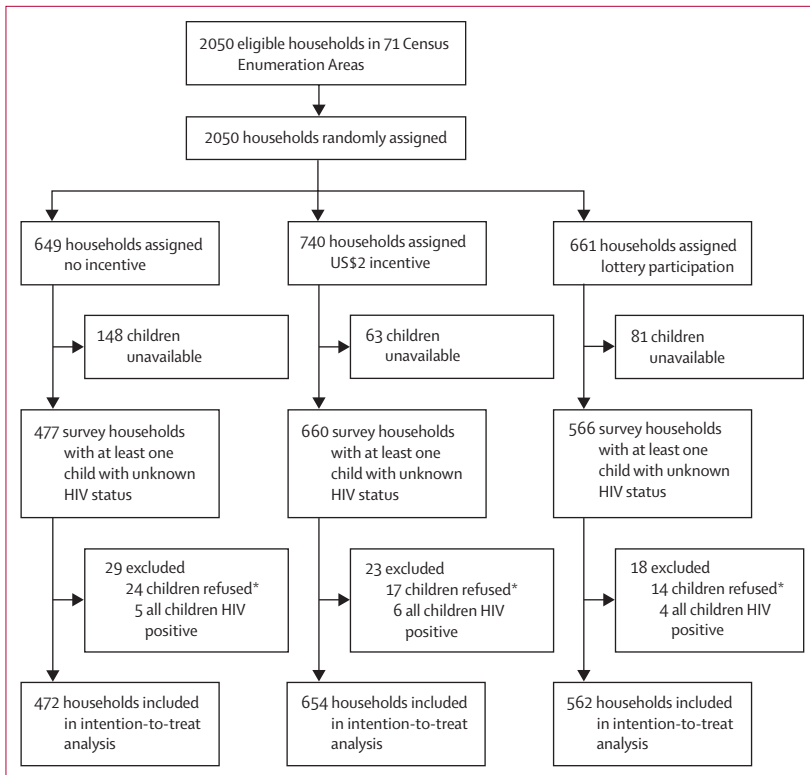 2050 eligible households in 71 Census
Enumeration Areas
2050 households randomly assigned
649 households assigned
no incentive
740 households assigned
US$2 incentive
661 households assigned
lottery participation
148 children
unavailable
63 children
unavailable
81 children
unavailable
477 survey households
with at least one
child with unknown
HIV status
660 survey households
with at least one
child with unknown
HIV status
566 survey households
with at least one
child with unknown
HIV status
29 excluded
24 children refused*
5 all children HIV
positive
23 excluded
17 children refused*
6 all children HIV
positive
18 excluded
14 children refused*
4 all children HIV
positive
472 households included
in intention-to-treat
analysis
654 households included
in intention-to-treat
analysis
562 households included
in intention-to-treat
analysis